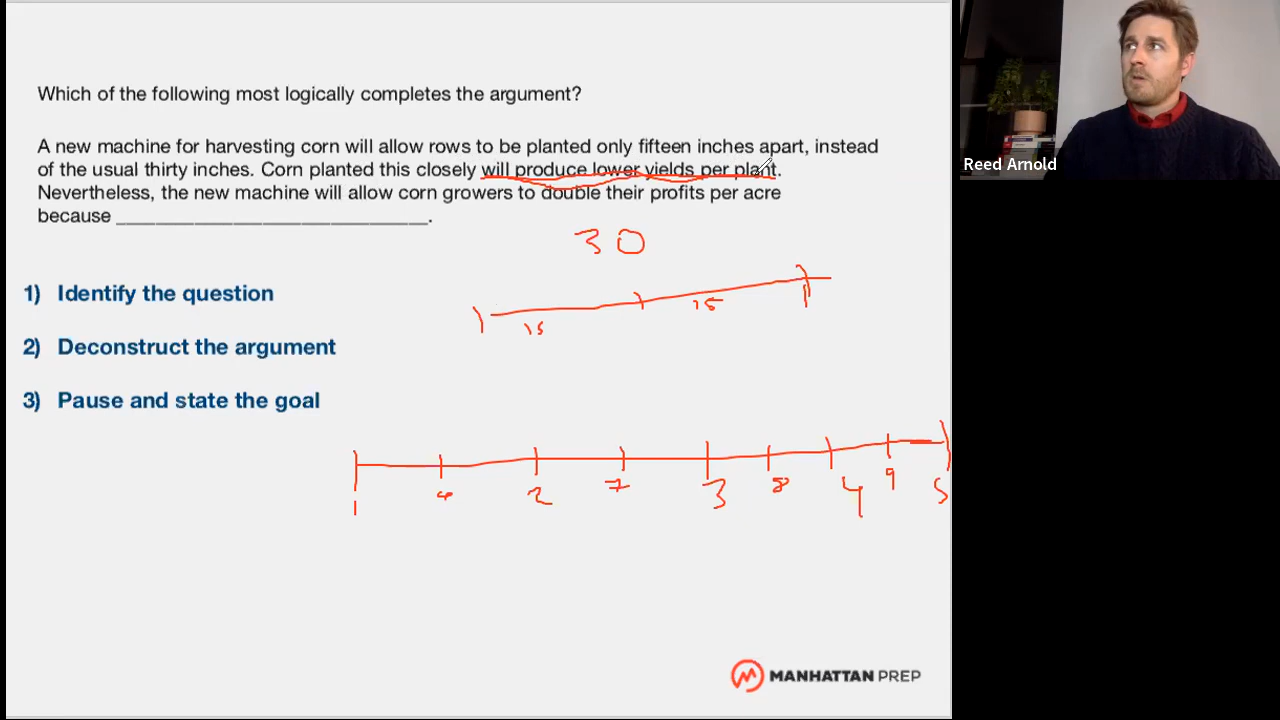 Which of the following most logically completes the argument?
A new machine for harvesting corn will allow rows to be planted only fifteen inches apart, instead
of the usual thirty inches. Corn planted this closely will produce lower yields per plant.
Nevertheless, the new machine will allow corn growers to double their profits per acre
because ____________________________.
30
15 15
1) Identify the question
2) Deconstruct the argument
3) Pause and state the goal
1 6 2 7 3 8 4 9 5
MANHATTAN PREP
Reed Arnold